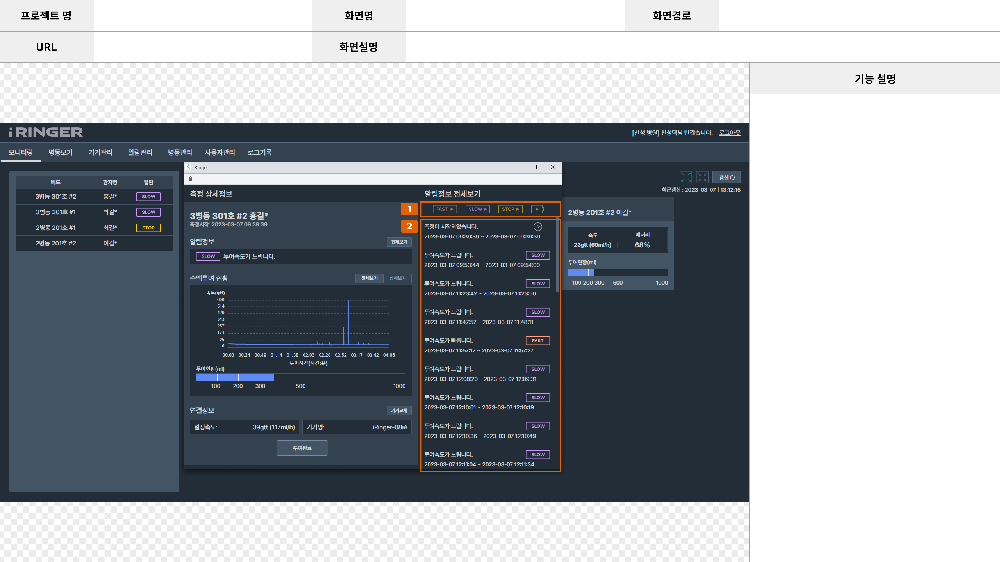 프로젝트 명
화면명
화면경로
URL
화면설명
기능 설명
iRINGER
[신성 병원] 신성택님 반갑습니다. 로그아웃
모니터링 병동보기 기기관리 알람관리 병동관리 사용자관리 로그기록
베드 환자명 알람
3병동 301호 #2 홍길* SLOW
3병동 301호 #1 박길* SLOW
2병동 201호 #1 최길* STOP
2병동 201호 #2 이길*
iRinger
측정 상세정보
3병동 301호 #2 홍길*
측정시작: 2023-03-07 09:39:39
알림정보 전체보기
SLOW 투여속도가 느립니다.
수액투여 현황 전체보기 상세보기
속도(gtt)
600
514
429
343
257
171
86
0
00:00 00:24 00:49 01:14 01:38 02:03 02:28 02:52 03:17 03:42 04:06
투여시간(시간:분)
투여현황(ml)
100 200 300 500 1000
연결정보 기기교체
설정속도: 39gtt (117ml/h) 기기명: iRinger-08iA
투여완료
알림정보 전체보기
1
FAST SLOW STOP
2
측정이 시작되었습니다.
2023-03-07 09:39:39 ~ 2023-03-07 09:39:39
투여속도가 느립니다. SLOW
2023-03-07 09:53:44 ~ 2023-03-07 09:54:00
투여속도가 느립니다. SLOW
2023-03-07 11:23:42 ~ 2023-03-07 11:23:56
투여속도가 느립니다. SLOW
2023-03-07 11:47:57 ~ 2023-03-07 11:48:11
투여속도가 빠릅니다. FAST
2023-03-07 11:57:12 ~ 2023-03-07 11:57:27
투여속도가 느립니다. SLOW
2023-03-07 12:08:20 ~ 2023-03-07 12:09:31
투여속도가 느립니다. SLOW
2023-03-07 12:10:01 ~ 2023-03-07 12:10:19
투여속도가 느립니다. SLOW
2023-03-07 12:10:36 ~ 2023-03-07 12:10:49
투여속도가 느립니다. SLOW
2023-03-07 12:11:04 ~ 2023-03-07 12:11:34
갱신
최근갱신 : 2023-03-07 | 13:12:15
2병동 201호 #2 이길*
속도 배터리
23gtt (69ml/h) 68%
투여현황(ml)
100 200 300 500 1000